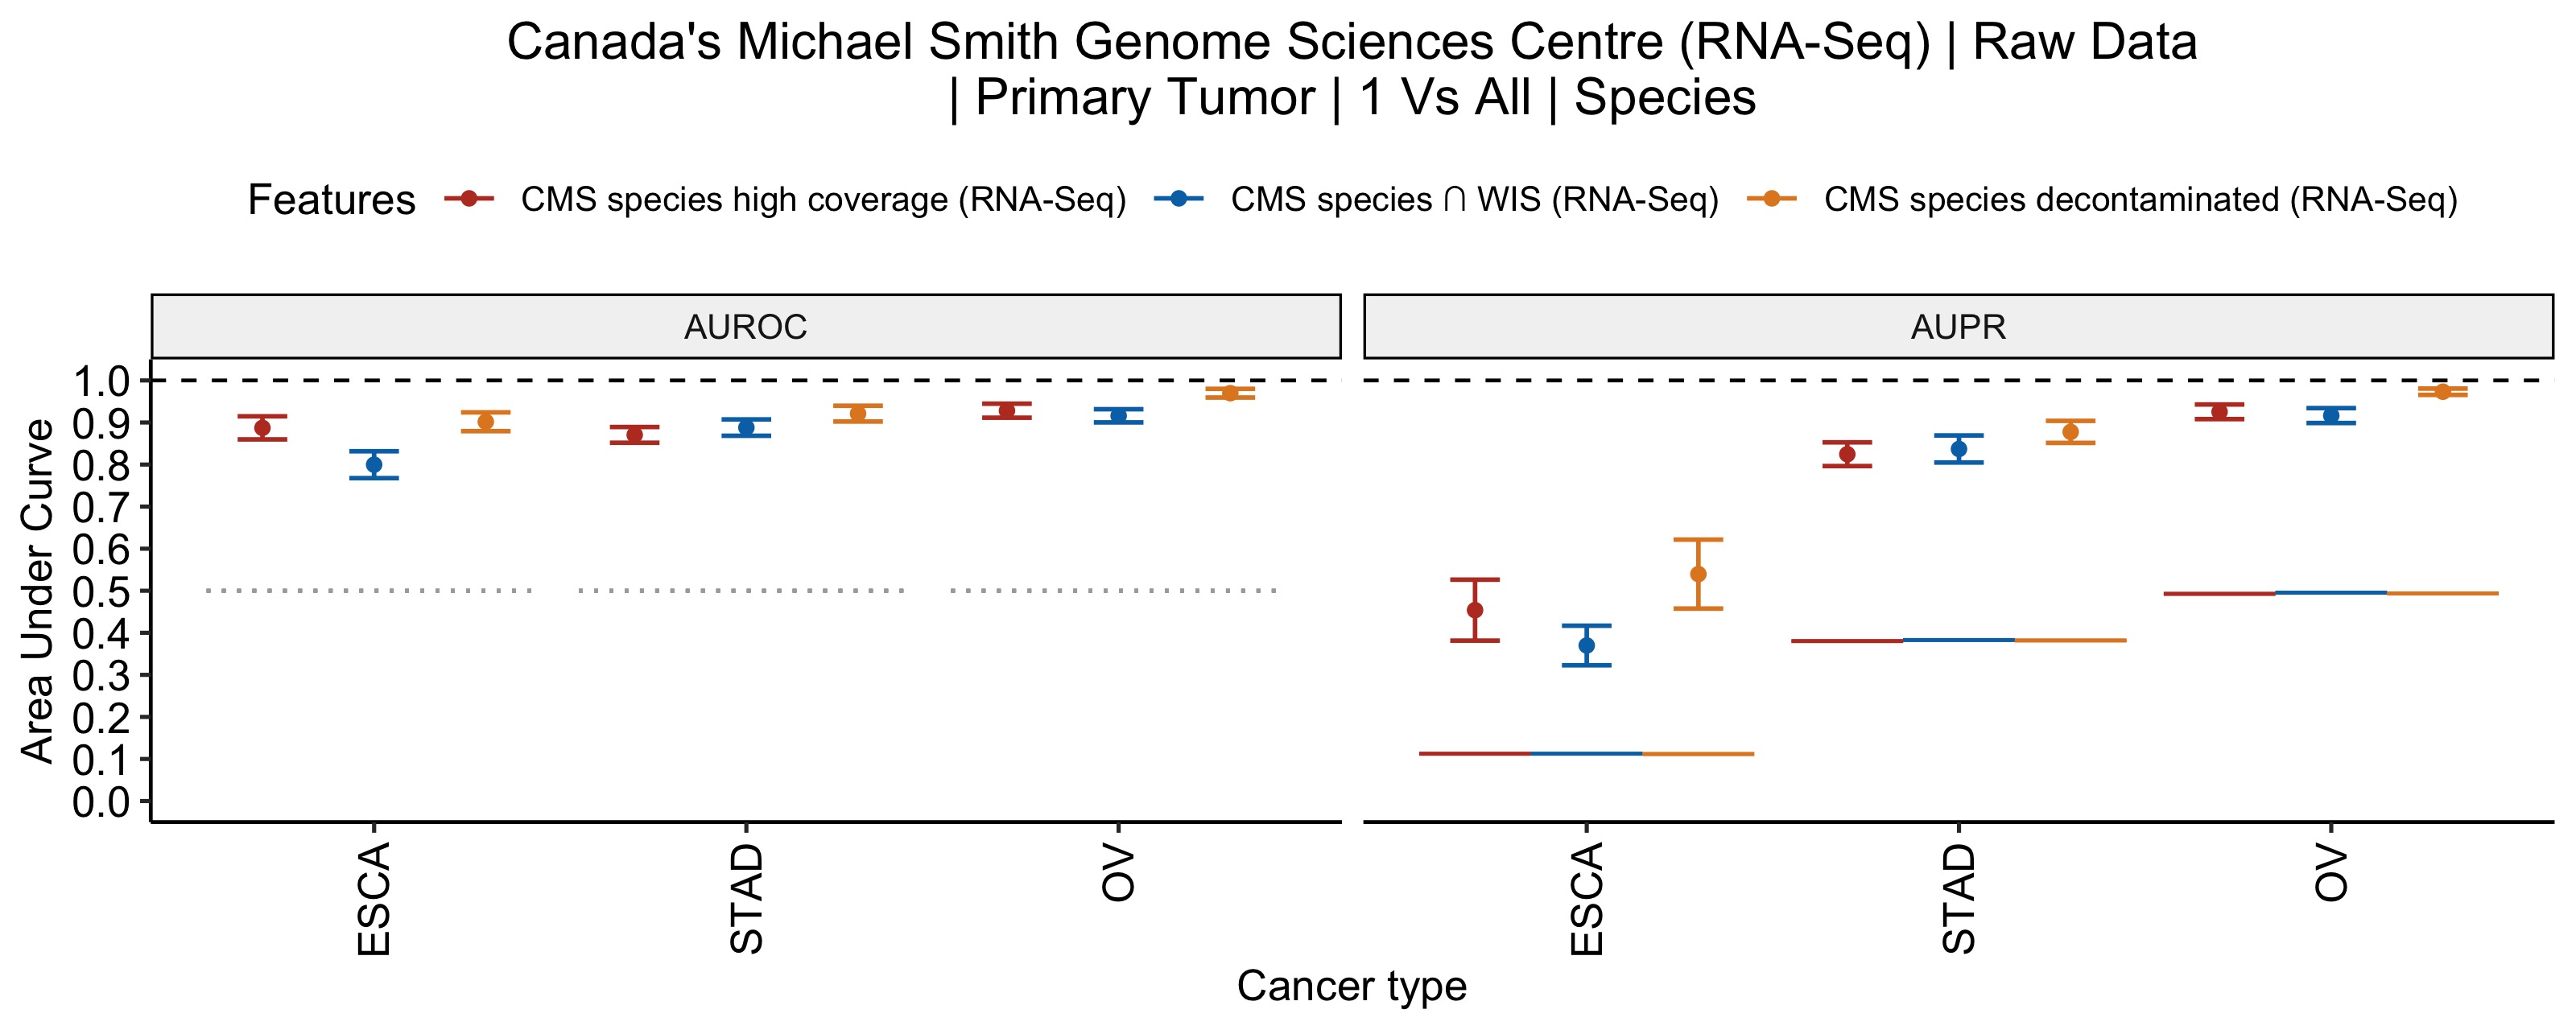 Canada's Michael Smith Genome Sciences Centre (RNA-Seq) | Raw Data
| Primary Tumor | 1 Vs All | Species
Features CMS species high coverage (RNA-Seq) CMS species ∩ WIS (RNA-Seq) CMS species decontaminated (RNA-Seq)
AUROC AUPR
Area Under Curve
1.0
0.9
0.8
0.7
0.6
0.5
0.4
0.3
0.2
0.1
0.0
ESCA STAD OV ESCA STAD OV
Cancer type